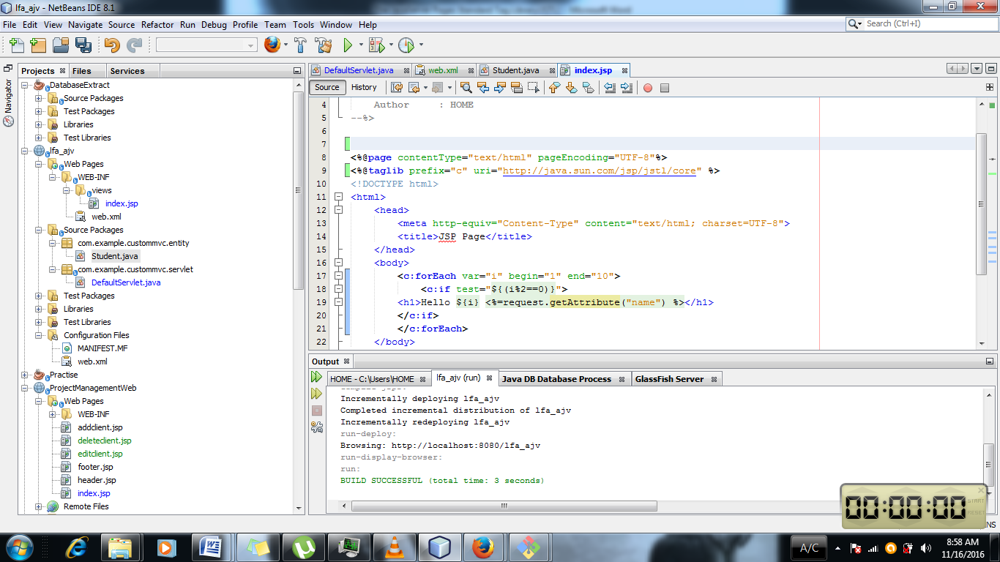 lfa_ajv - NetBeans IDE 8.1
Microsoft Word
File Edit View Navigate Source Refactor Run Debug Profile Team Tools Window Help
Search (Ctrl+I)
Navigator
Projects Files Services
DatabaseExtract
Source Packages
Test Packages
Libraries
Test Libraries
lfa_ajv
Web Pages
WEB-INF
views
index.jsp
web.xml
Source Packages
com.example.custommvc.entity
Student.java
com.example.custommvc.servlet
DefaultServlet.java
Test Packages
Libraries
Test Libraries
Configuration Files
MANIFEST.MF
web.xml
Practise
ProjectManagementWeb
Web Pages
WEB-INF
addclient.jsp
deleteclient.jsp
editclient.jsp
footer.jsp
header.jsp
index.jsp
Remote Files
DefaultServlet.java web.xml Student.java index.jsp
Source History
4 Author : HOME
5 --%>
6
7
8 <%@page contentType="text/html" pageEncoding="UTF-8"%>
9 <%@taglib prefix="c" uri="http://java.sun.com/jsp/jstl/core" %>
10 <!DOCTYPE html>
11 <html>
12 <head>
13 <meta http-equiv="Content-Type" content="text/html; charset=UTF-8">
14 <title>JSP Page</title>
15 </head>
16 <body>
17 <c:forEach var="i" begin="1" end="10">
18 <c:if test="${(i%2==0)}">
19 <h1>Hello ${i} <%=request.getAttribute("name") %></h1>
20 </c:if>
21 </c:forEach>
22 </body>
Output
HOME - C:\Users\HOME lfa_ajv (run) Java DB Database Process GlassFish Server
Incrementally deploying lfa_ajv
Completed incremental distribution of lfa_ajv
Incrementally redeploying lfa_ajv
run-deploy:
Browsing: http://localhost:8080/lfa_ajv
run-display-browser:
run:
BUILD SUCCESSFUL (total time: 3 seconds)
00:00:00
START
RESET
INS
A/C
8:58 AM
11/16/2016